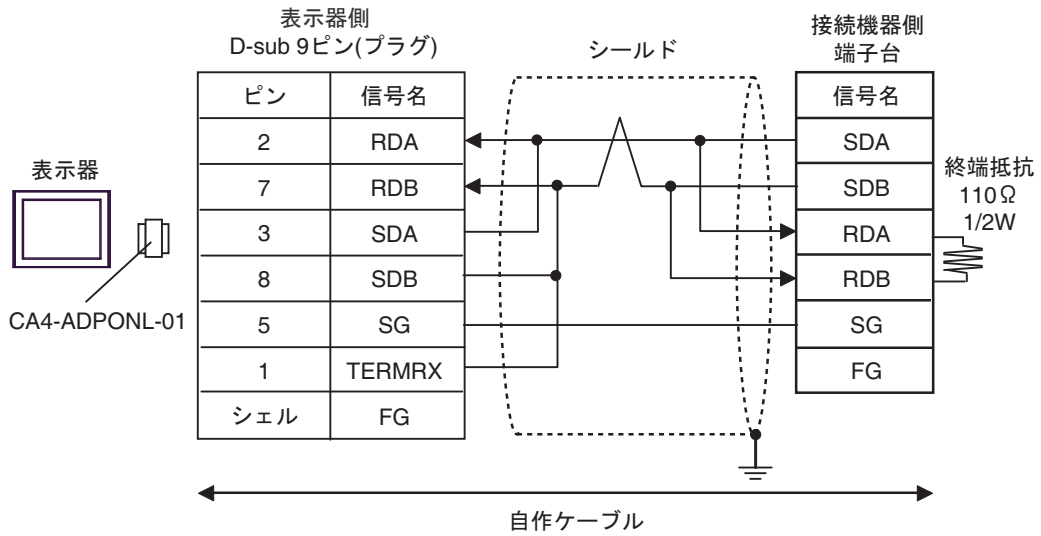 表示器側
D-sub 9ピン(プラグ)
シールド
接続機器側
端子台
ピン 信号名
2 RDA
7 RDB
3 SDA
8 SDB
5 SG
1 TERMRX
シェル FG
信号名
SDA
SDB
RDA
RDB
SG
FG
終端抵抗
110Ω
1/2W
表示器
CA4-ADPONL-01
自作ケーブル